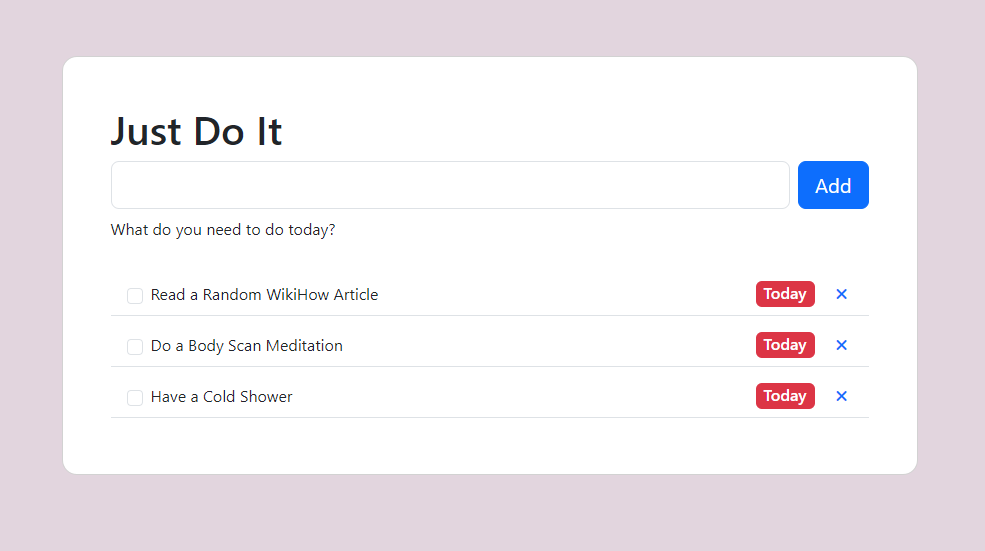 Just Do It
Add
What do you need to do today?
Read a Random WikiHow Article Today ✕
Do a Body Scan Meditation Today ✕
Have a Cold Shower Today ✕